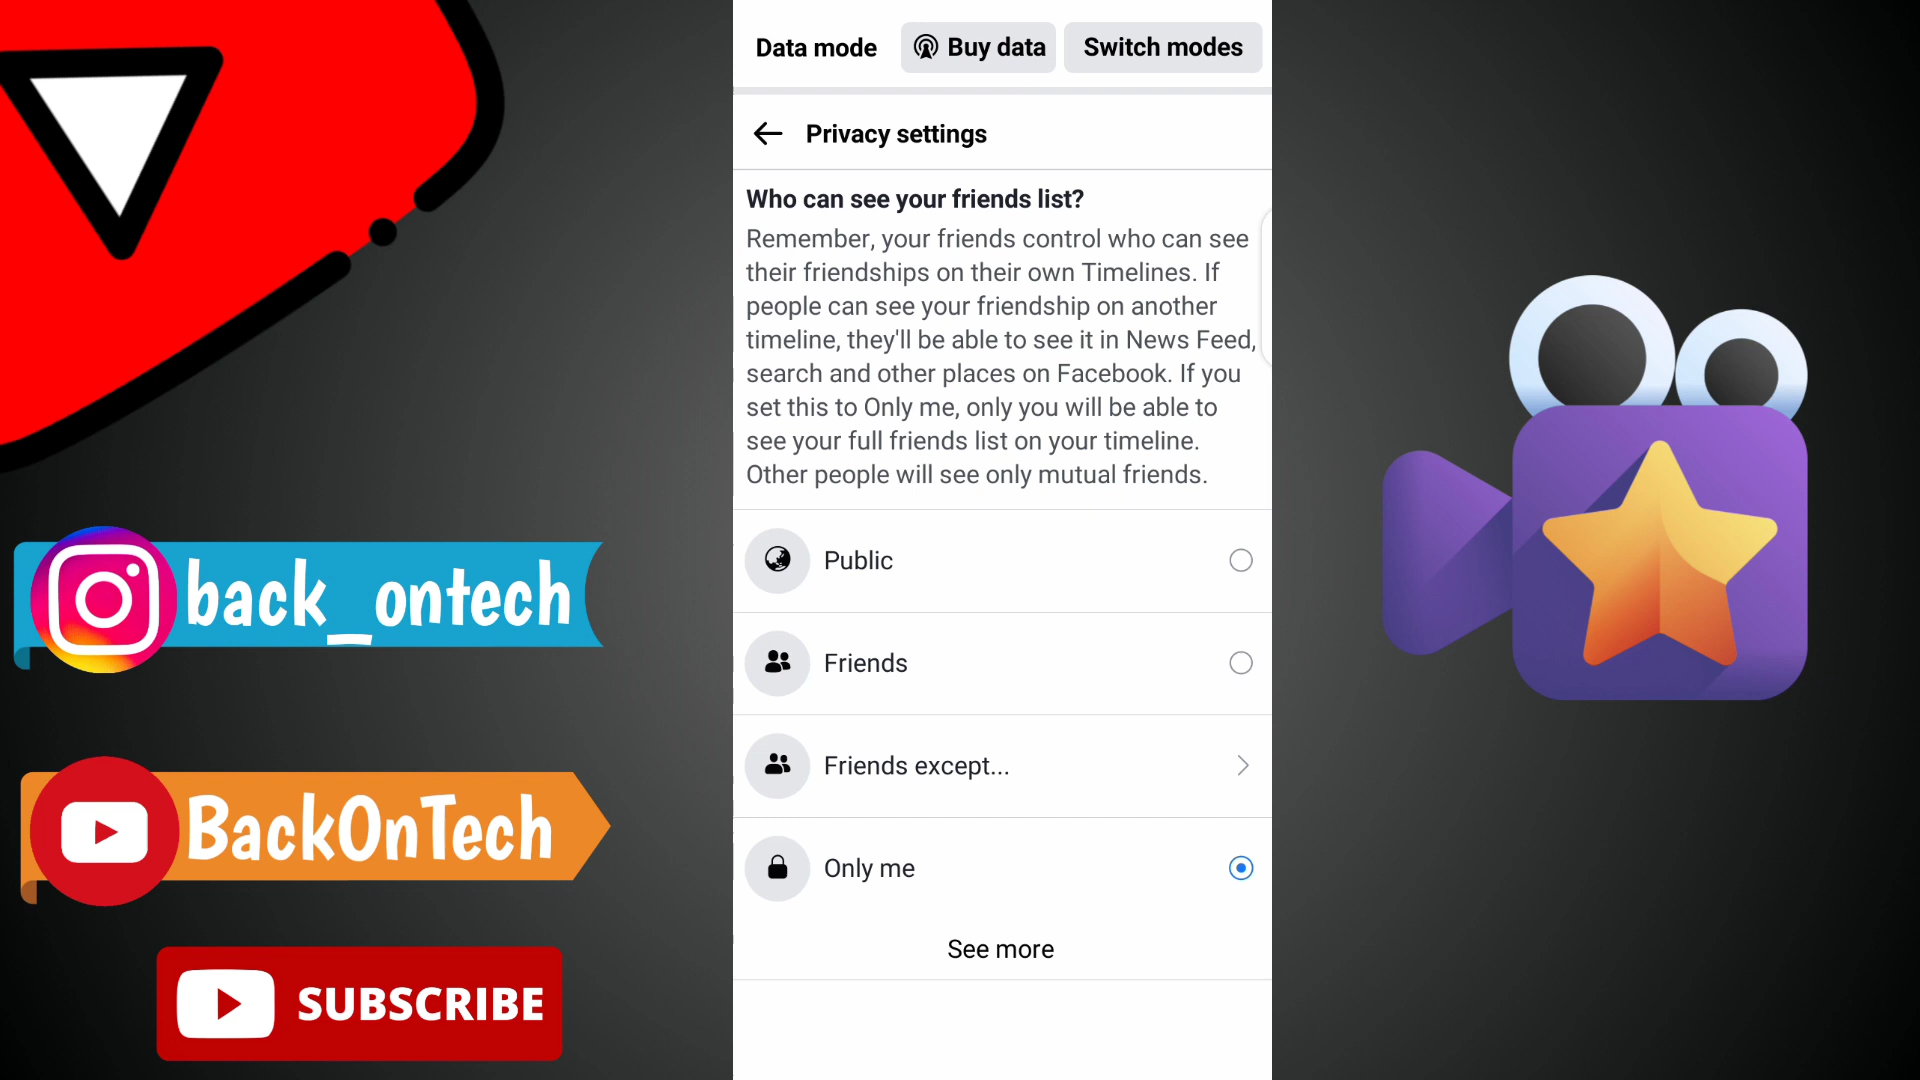 Data mode
Buy data
Switch modes
Privacy settings
Who can see your friends list?
Remember, your friends control who can see
their friendships on their own Timelines. If
people can see your friendship on another
timeline, they'll be able to see it in News Feed,
search and other places on Facebook. If you
set this to Only me, only you will be able to
see your full friends list on your timeline.
Other people will see only mutual friends.
Public
Friends
Friends except...
Only me
See more
back_ontech
BackOnTech
SUBSCRIBE